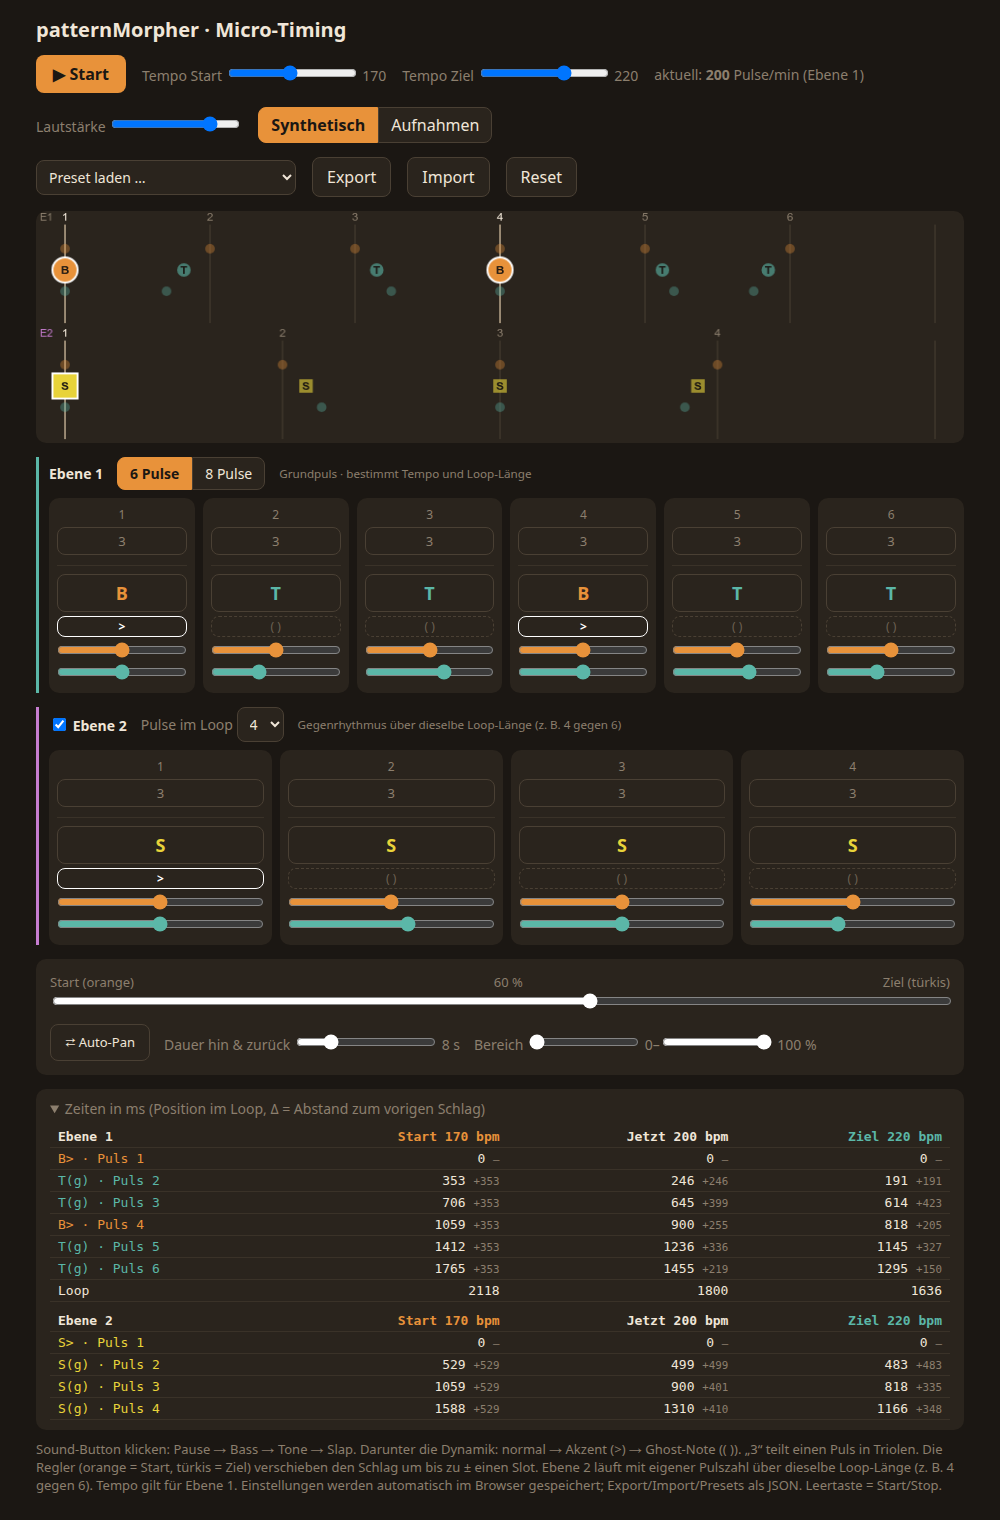 patternMorpher · Micro-Timing
▶ Start Tempo Start 170 Tempo Ziel 220 aktuell: 200 Pulse/min (Ebene 1)
Lautstärke Synthetisch Aufnahmen
Preset laden ... Export Import Reset
E1 1 2 3 4 5 6
B T T B T T
E2 1 2 3 4
S S S S
Ebene 1 6 Pulse 8 Pulse Grundpuls · bestimmt Tempo und Loop-Länge
1 2 3 4 5 6
3 3 3 3 3 3
B T T B T T
> ( ) ( ) > ( ) ( )
Ebene 2 Pulse im Loop 4 Gegenrhythmus über dieselbe Loop-Länge (z. B. 4 gegen 6)
1 2 3 4
3 3 3 3
S S S S
> ( ) ( ) ( )
Start (orange) 60 % Ziel (türkis)
⇄ Auto-Pan Dauer hin & zurück 8 s Bereich 0– 100 %
▼ Zeiten in ms (Position im Loop, Δ = Abstand zum vorigen Schlag)
Ebene 1 Start 170 bpm Jetzt 200 bpm Ziel 220 bpm
B> · Puls 1 0 – 0 – 0 –
T(g) · Puls 2 353 +353 246 +246 191 +191
T(g) · Puls 3 706 +353 645 +399 614 +423
B> · Puls 4 1059 +353 900 +255 818 +205
T(g) · Puls 5 1412 +353 1236 +336 1145 +327
T(g) · Puls 6 1765 +353 1455 +219 1295 +150
Loop 2118 1800 1636
Ebene 2 Start 170 bpm Jetzt 200 bpm Ziel 220 bpm
S> · Puls 1 0 – 0 – 0 –
S(g) · Puls 2 529 +529 499 +499 483 +483
S(g) · Puls 3 1059 +529 900 +401 818 +335
S(g) · Puls 4 1588 +529 1310 +410 1166 +348
Sound-Button klicken: Pause → Bass → Tone → Slap. Darunter die Dynamik: normal → Akzent (>) → Ghost-Note (( )). „3“ teilt einen Puls in Triolen. Die
Regler (orange = Start, türkis = Ziel) verschieben den Schlag um bis zu ± einen Slot. Ebene 2 läuft mit eigener Pulszahl über dieselbe Loop-Länge (z. B. 4
gegen 6). Tempo gilt für Ebene 1. Einstellungen werden automatisch im Browser gespeichert; Export/Import/Presets als JSON. Leertaste = Start/Stop.